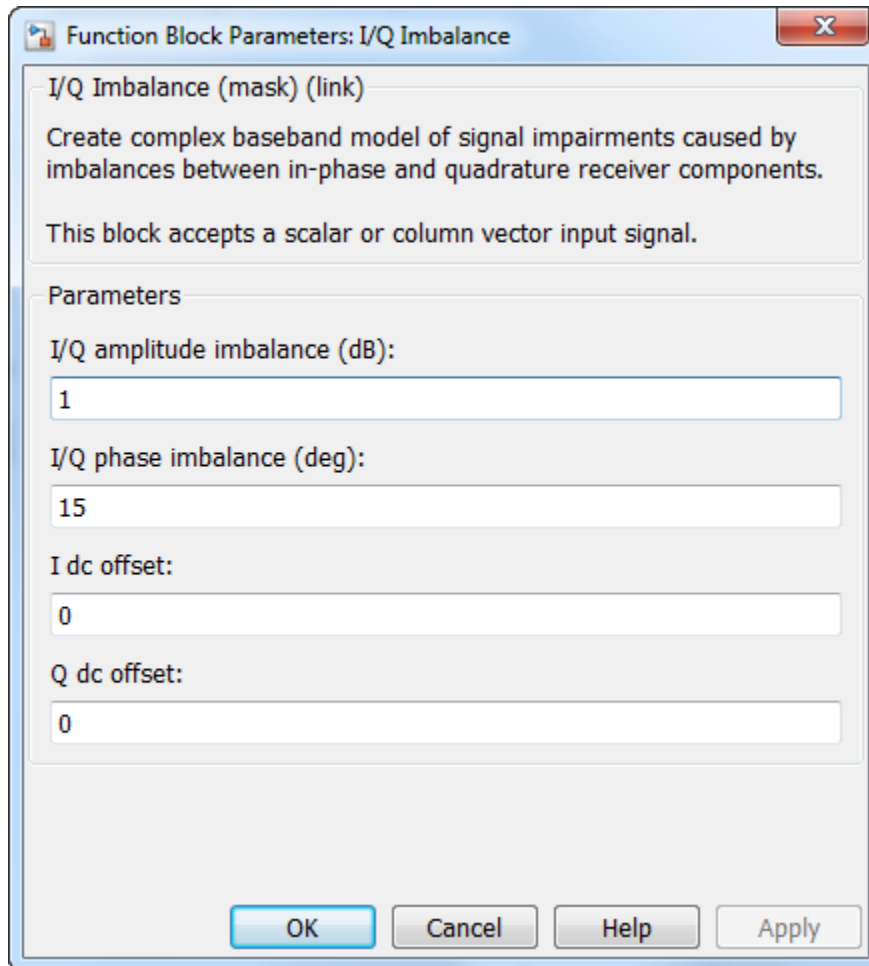 Function Block Parameters: I/Q Imbalance
I/Q Imbalance (mask) (link)
Create complex baseband model of signal impairments caused by
imbalances between in-phase and quadrature receiver components.
This block accepts a scalar or column vector input signal.
Parameters
I/Q amplitude imbalance (dB):
1
I/Q phase imbalance (deg):
15
I dc offset:
0
Q dc offset:
0
OK Cancel Help Apply